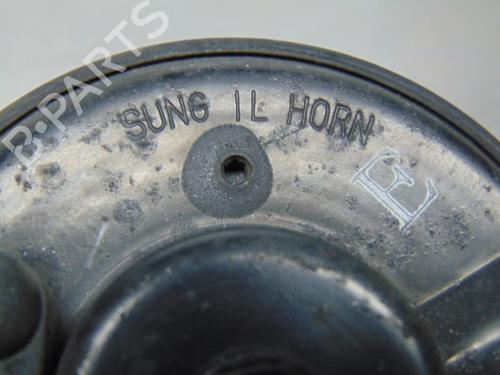 B-PARTS
SUNG IL HORN
E